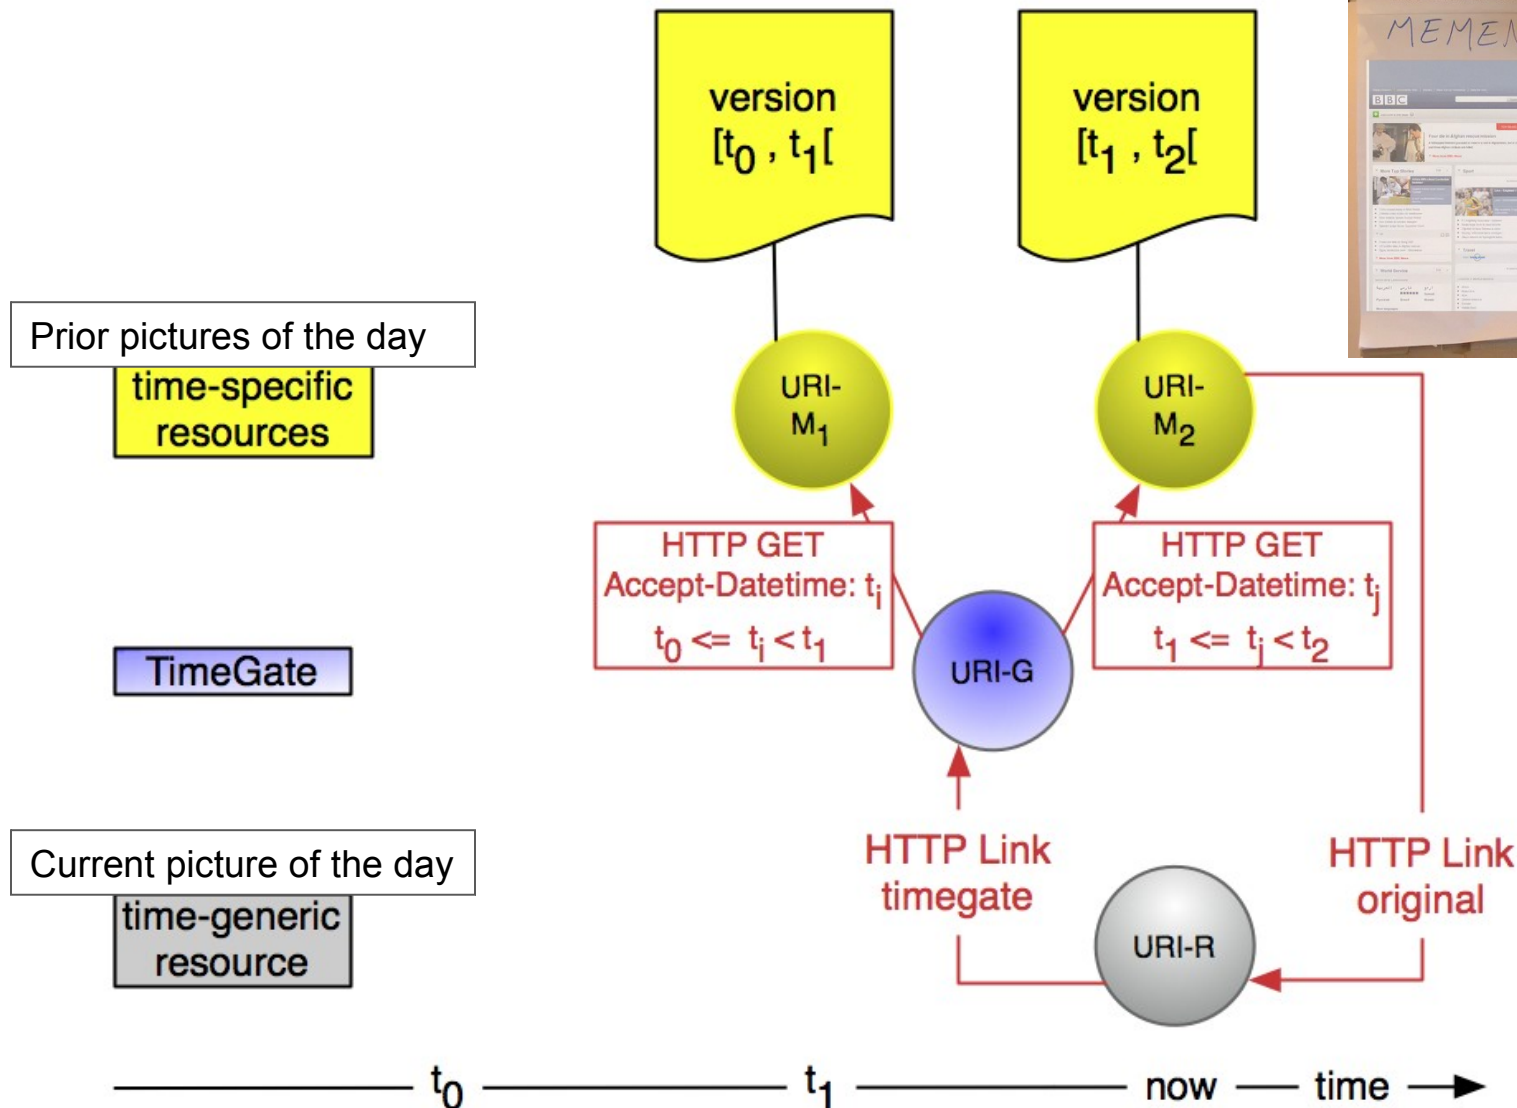 MEMEN
BBC
version
[t₀ , t₁[
version
[t₁ , t₂[
Prior pictures of the day
time-specific
resources
URI-
M₁
URI-
M₂
HTTP GET
Accept-Datetime: tᵢ
t₀ <= tᵢ < t₁
HTTP GET
Accept-Datetime: tⱼ
t₁ <= tⱼ < t₂
TimeGate
URI-G
Current picture of the day
time-generic
resource
HTTP Link
timegate
HTTP Link
original
URI-R
t₀ t₁ now time